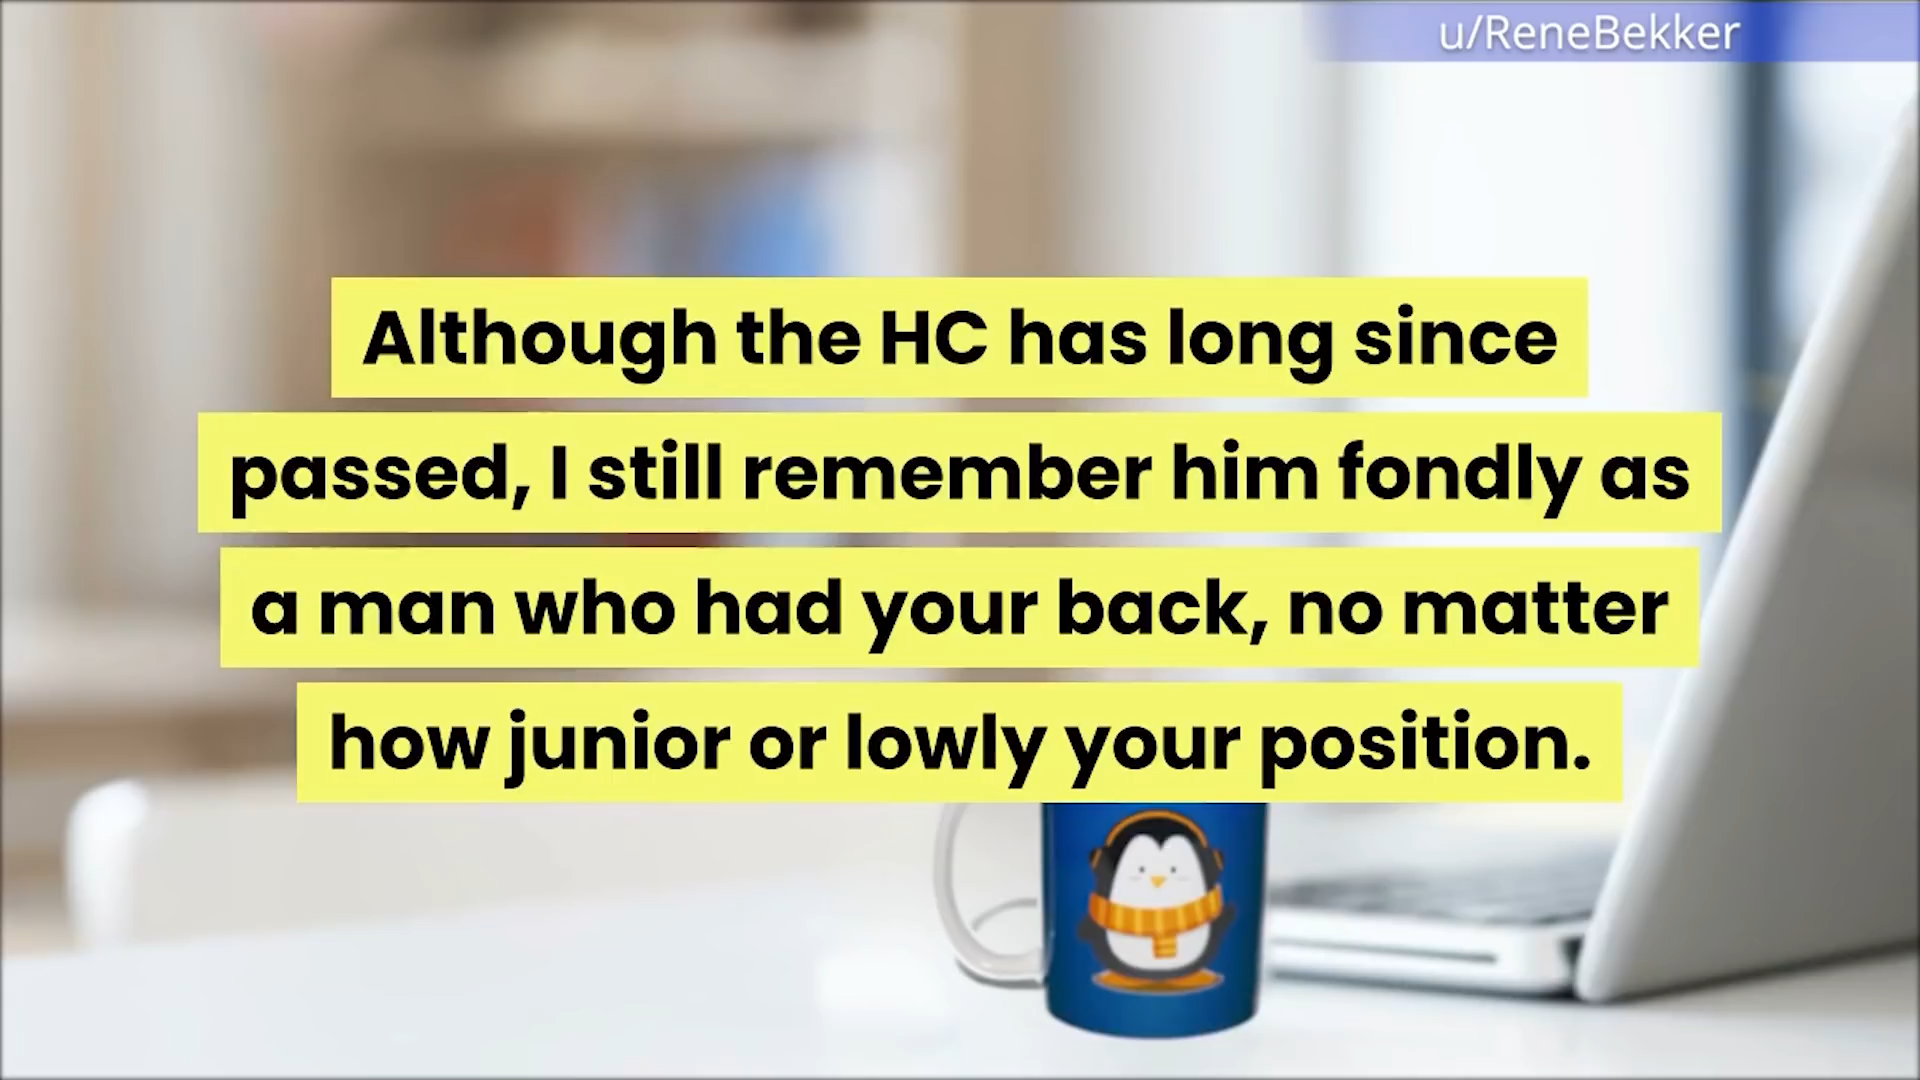 u/ReneBekker
Although the HC has long since
passed, I still remember him fondly as
a man who had your back, no matter
how junior or lowly your position.